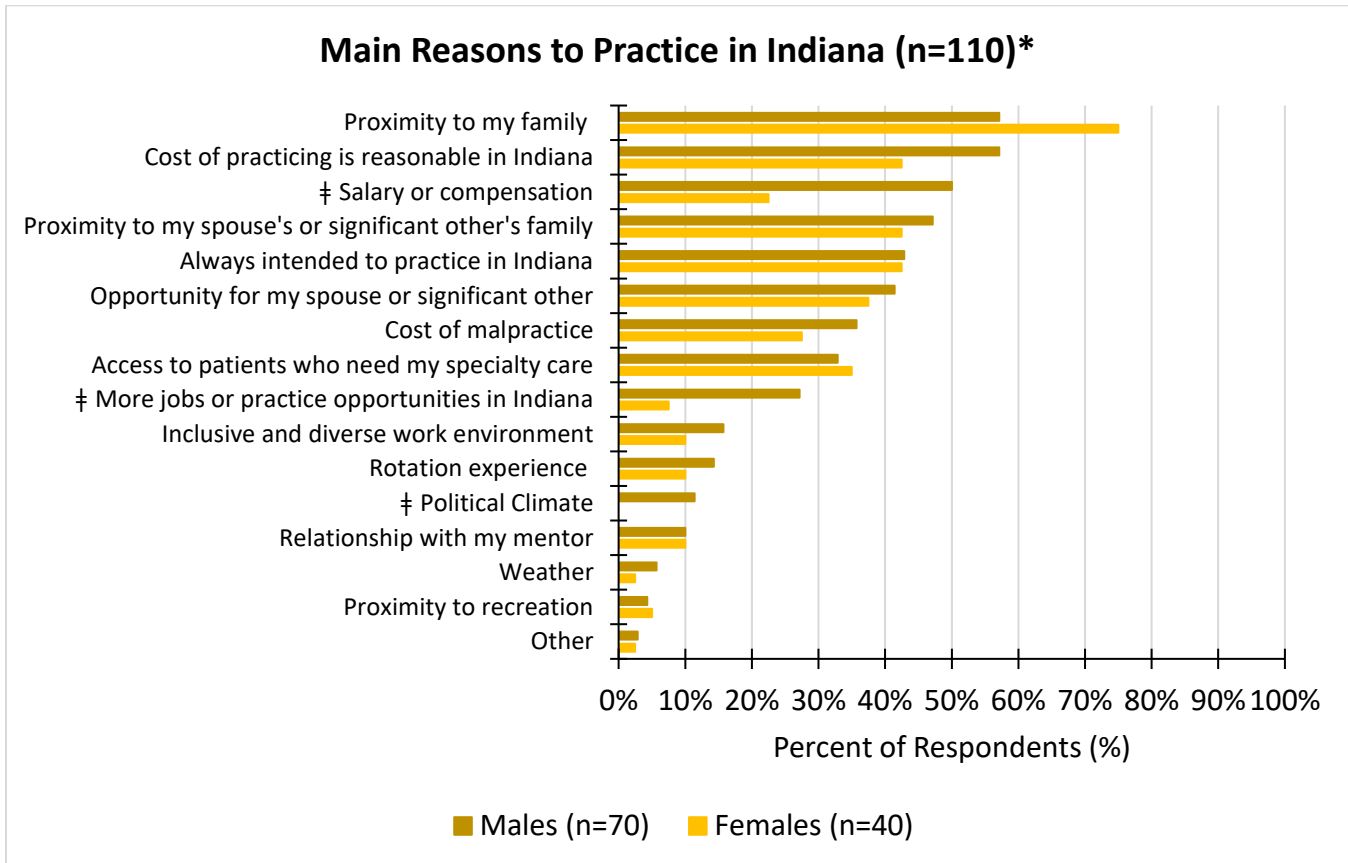 Main Reasons to Practice in Indiana (n=110)*
Proximity to my family
Cost of practicing is reasonable in Indiana
ǂ Salary or compensation
Proximity to my spouse's or significant other's family
Always intended to practice in Indiana
Opportunity for my spouse or significant other
Cost of malpractice
Access to patients who need my specialty care
ǂ More jobs or practice opportunities in Indiana
Inclusive and diverse work environment
Rotation experience
ǂ Political Climate
Relationship with my mentor
Weather
Proximity to recreation
Other
0% 10% 20% 30% 40% 50% 60% 70% 80% 90% 100%
Percent of Respondents (%)
Males (n=70) Females (n=40)